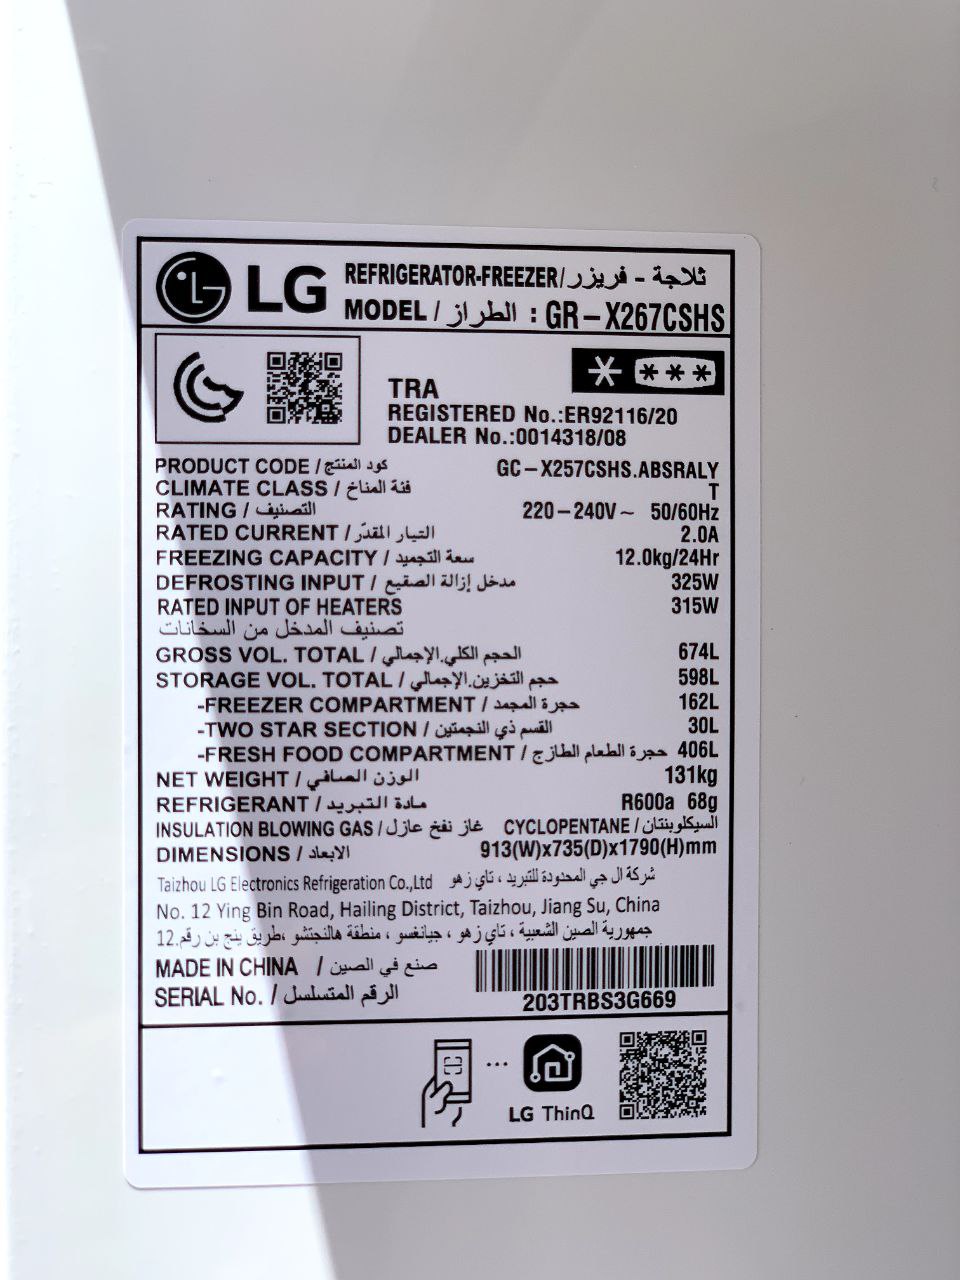 LG REFRIGERATOR-FREEZER/ثلاجة - فريزر
MODEL / الطراز : GR-X267CSHS
TRA
REGISTERED No.:ER92116/20
DEALER No.:0014318/08
PRODUCT CODE / كود المنتج GC-X257CSHS.ABSRALY
CLIMATE CLASS / فئة المناخ T
RATING / التصنيف 220-240V~ 50/60Hz
RATED CURRENT / التيار المقدّر 2.0A
FREEZING CAPACITY / سعة التجميد 12.0kg/24Hr
DEFROSTING INPUT / مدخل إزالة الصقيع 325W
RATED INPUT OF HEATERS 315W
تصنيف المدخل من السخانات
GROSS VOL. TOTAL / الحجم الكلي.الإجمالي 674L
STORAGE VOL. TOTAL / حجم التخزين.الإجمالي 598L
-FREEZER COMPARTMENT / حجرة المجمد 162L
-TWO STAR SECTION / القسم ذي النجمتين 30L
-FRESH FOOD COMPARTMENT / حجرة الطعام الطازج 406L
NET WEIGHT / الوزن الصافي 131kg
REFRIGERANT / مادة التبريد R600a 68g
INSULATION BLOWING GAS / غاز نفخ عازل CYCLOPENTANE / السيكلوبنتان
DIMENSIONS / الابعاد 913(W)x735(D)x1790(H)mm
Taizhou LG Electronics Refrigeration Co.,Ltd شركة ال جي المحدودة للتبريد ، تاي زهو
No. 12 Ying Bin Road, Hailing District, Taizhou, Jiang Su, China
جمهورية الصين الشعبية ، تاي زهو ، جيانغسو ، منطقة هالنجتشو ،طريق ينج بن رقم.12
MADE IN CHINA / صنع في الصين
SERIAL No. / الرقم المتسلسل 203TRBS3G669
LG ThinQ